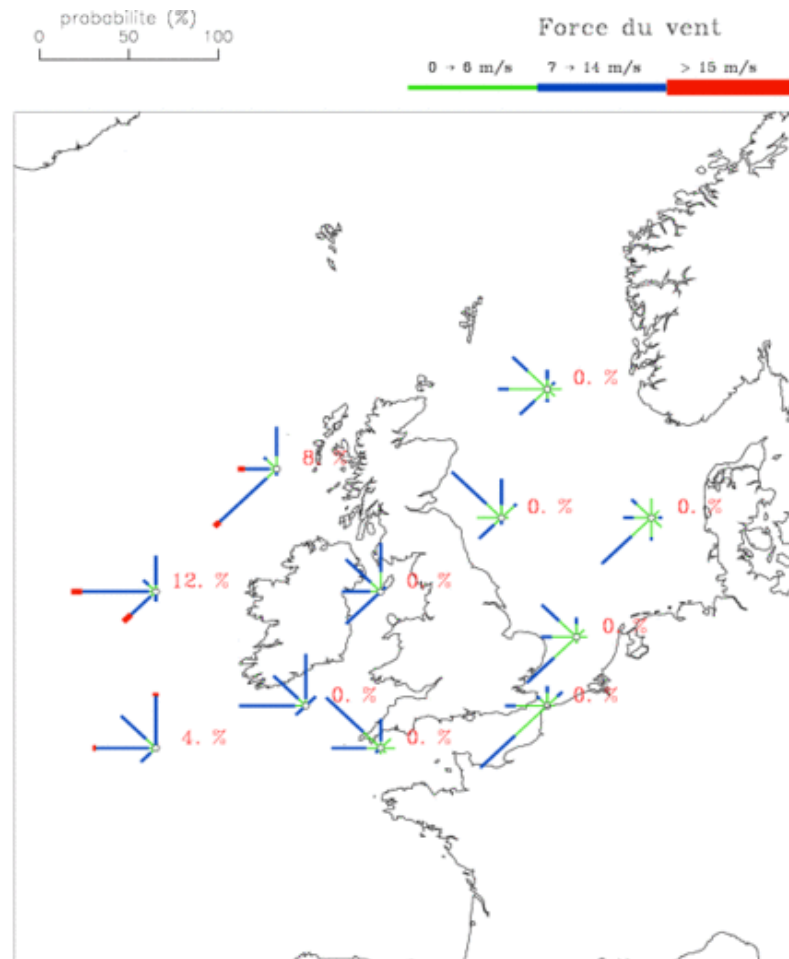 probabilite (%)
0 50 100
Force du vent
0 → 6 m/s 7 → 14 m/s > 15 m/s
0. %
8. %
0. %
0. %
12. %
0. %
0. %
0. %
0. %
4. %
0. %